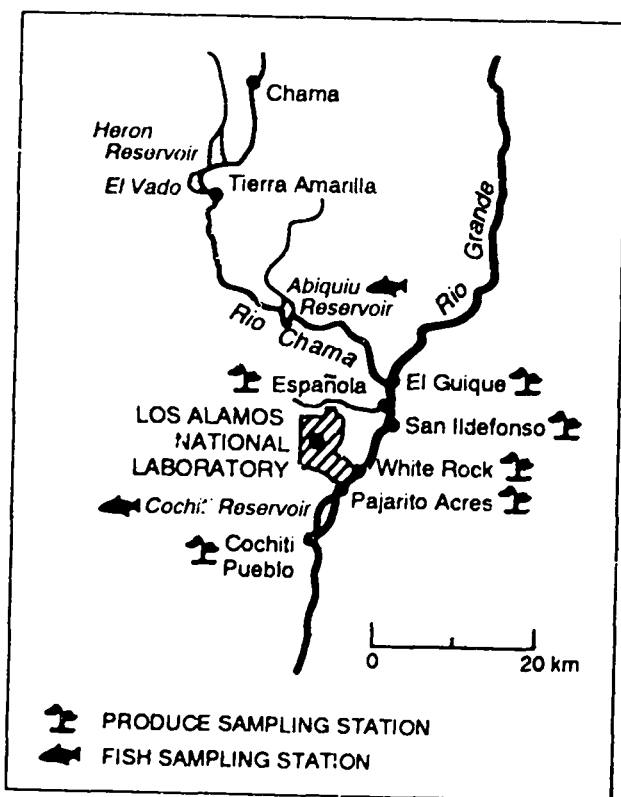 Chama
Heron
Reservoir
El Vado
Tierra Amarilla
Rio
Grande
Abiquiu
Reservoir
Rio
Chama
Española
El Guique
LOS ALAMOS
NATIONAL
LABORATORY
San Ildefonso
White Rock
Pajarito Acres
Reservoir
Cochiti
Pueblo
0
20 km
PRODUCE SAMPLING STATION
FISH SAMPLING STATION